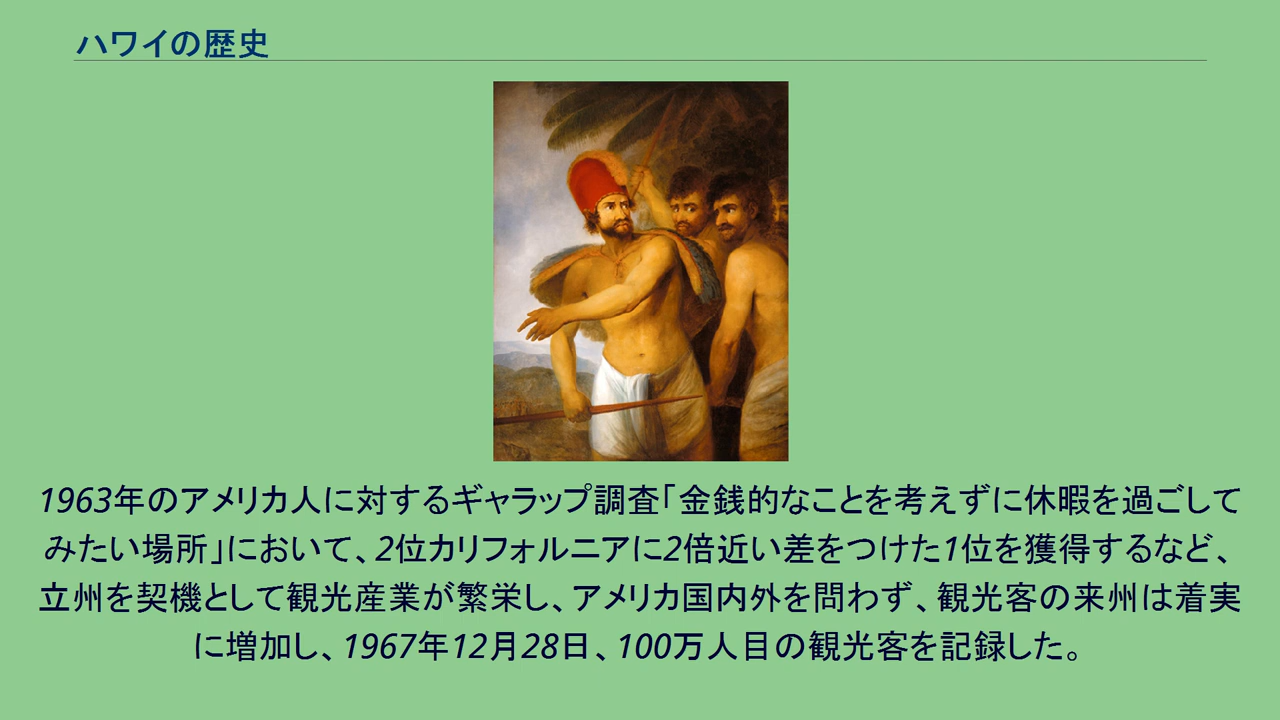 ハワイの歴史
1963年のアメリカ人に対するギャラップ調査「金銭的なことを考えずに休暇を過ごして
みたい場所」において、2位カリフォルニアに2倍近い差をつけた1位を獲得するなど、
立州を契機として観光産業が繁栄し、アメリカ国内外を問わず、観光客の来州は着実
に増加し、1967年12月28日、100万人目の観光客を記録した。